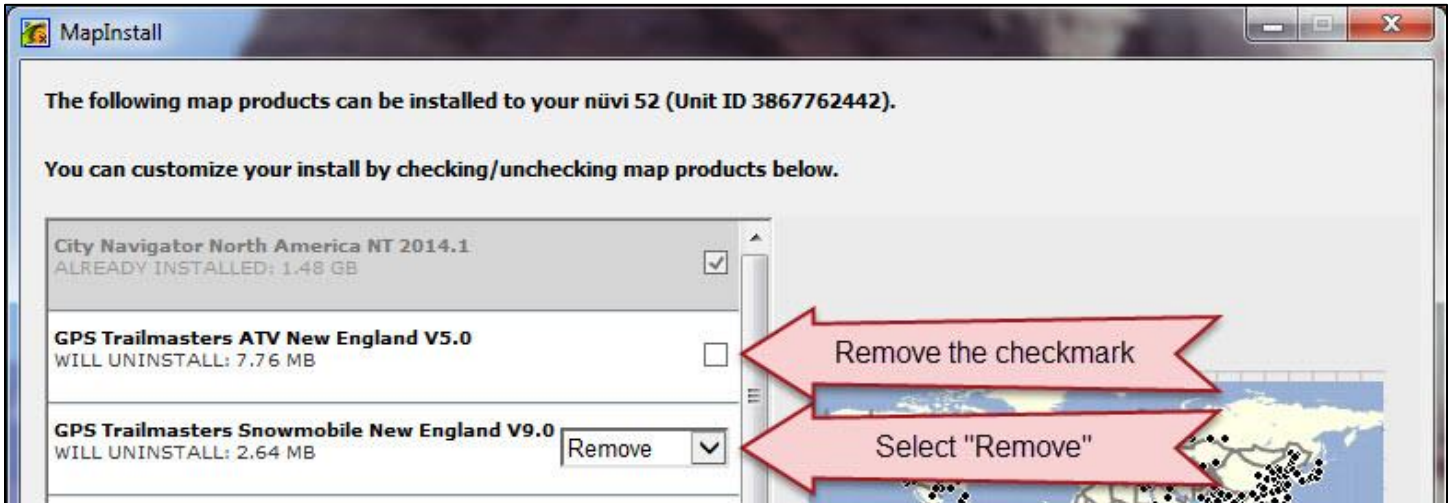 MapInstall
The following map products can be installed to your nüvi 52 (Unit ID 3867762442).
You can customize your install by checking/unchecking map products below.
City Navigator North America NT 2014.1
ALREADY INSTALLED: 1.48 GB
GPS Trailmasters ATV New England V5.0
WILL UNINSTALL: 7.76 MB
Remove the checkmark
GPS Trailmasters Snowmobile New England V9.0
WILL UNINSTALL: 2.64 MB
Remove
Select "Remove"